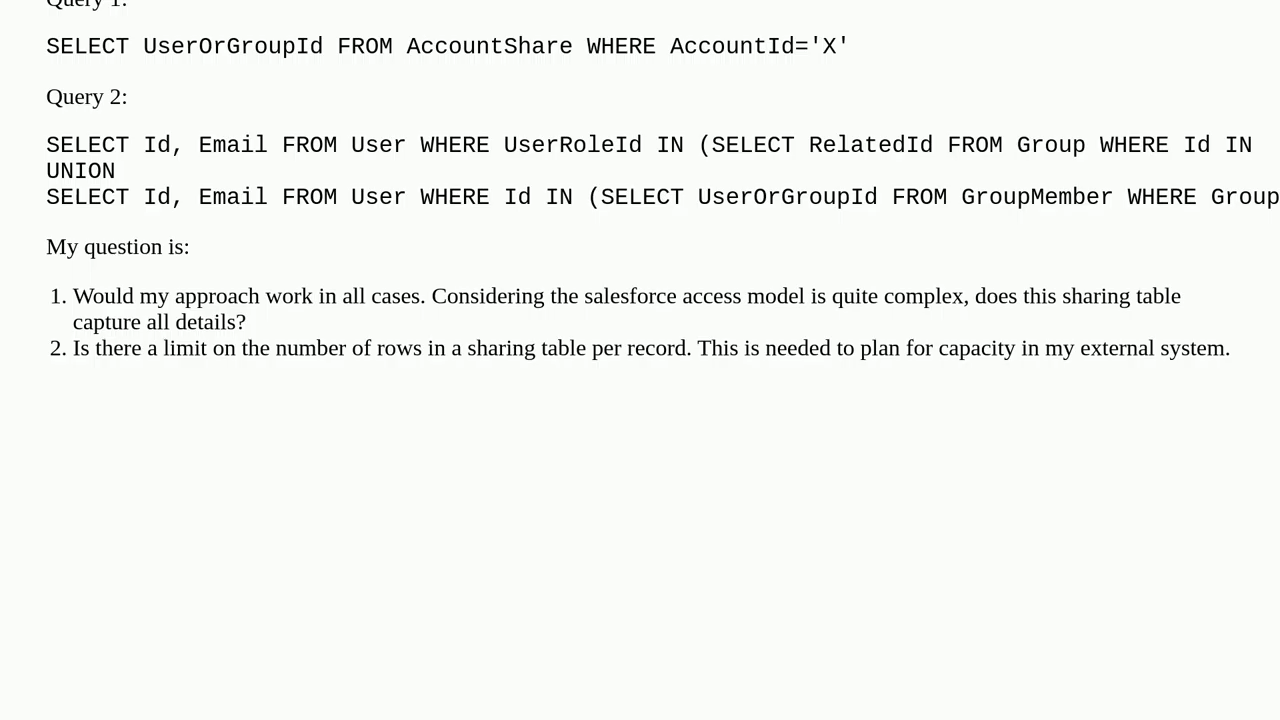 Query 1:
SELECT UserOrGroupId FROM AccountShare WHERE AccountId='X'
Query 2:
SELECT Id, Email FROM User WHERE UserRoleId IN (SELECT RelatedId FROM Group WHERE Id IN
UNION
SELECT Id, Email FROM User WHERE Id IN (SELECT UserOrGroupId FROM GroupMember WHERE Group
My question is:
1. Would my approach work in all cases. Considering the salesforce access model is quite complex, does this sharing table
capture all details?
2. Is there a limit on the number of rows in a sharing table per record. This is needed to plan for capacity in my external system.